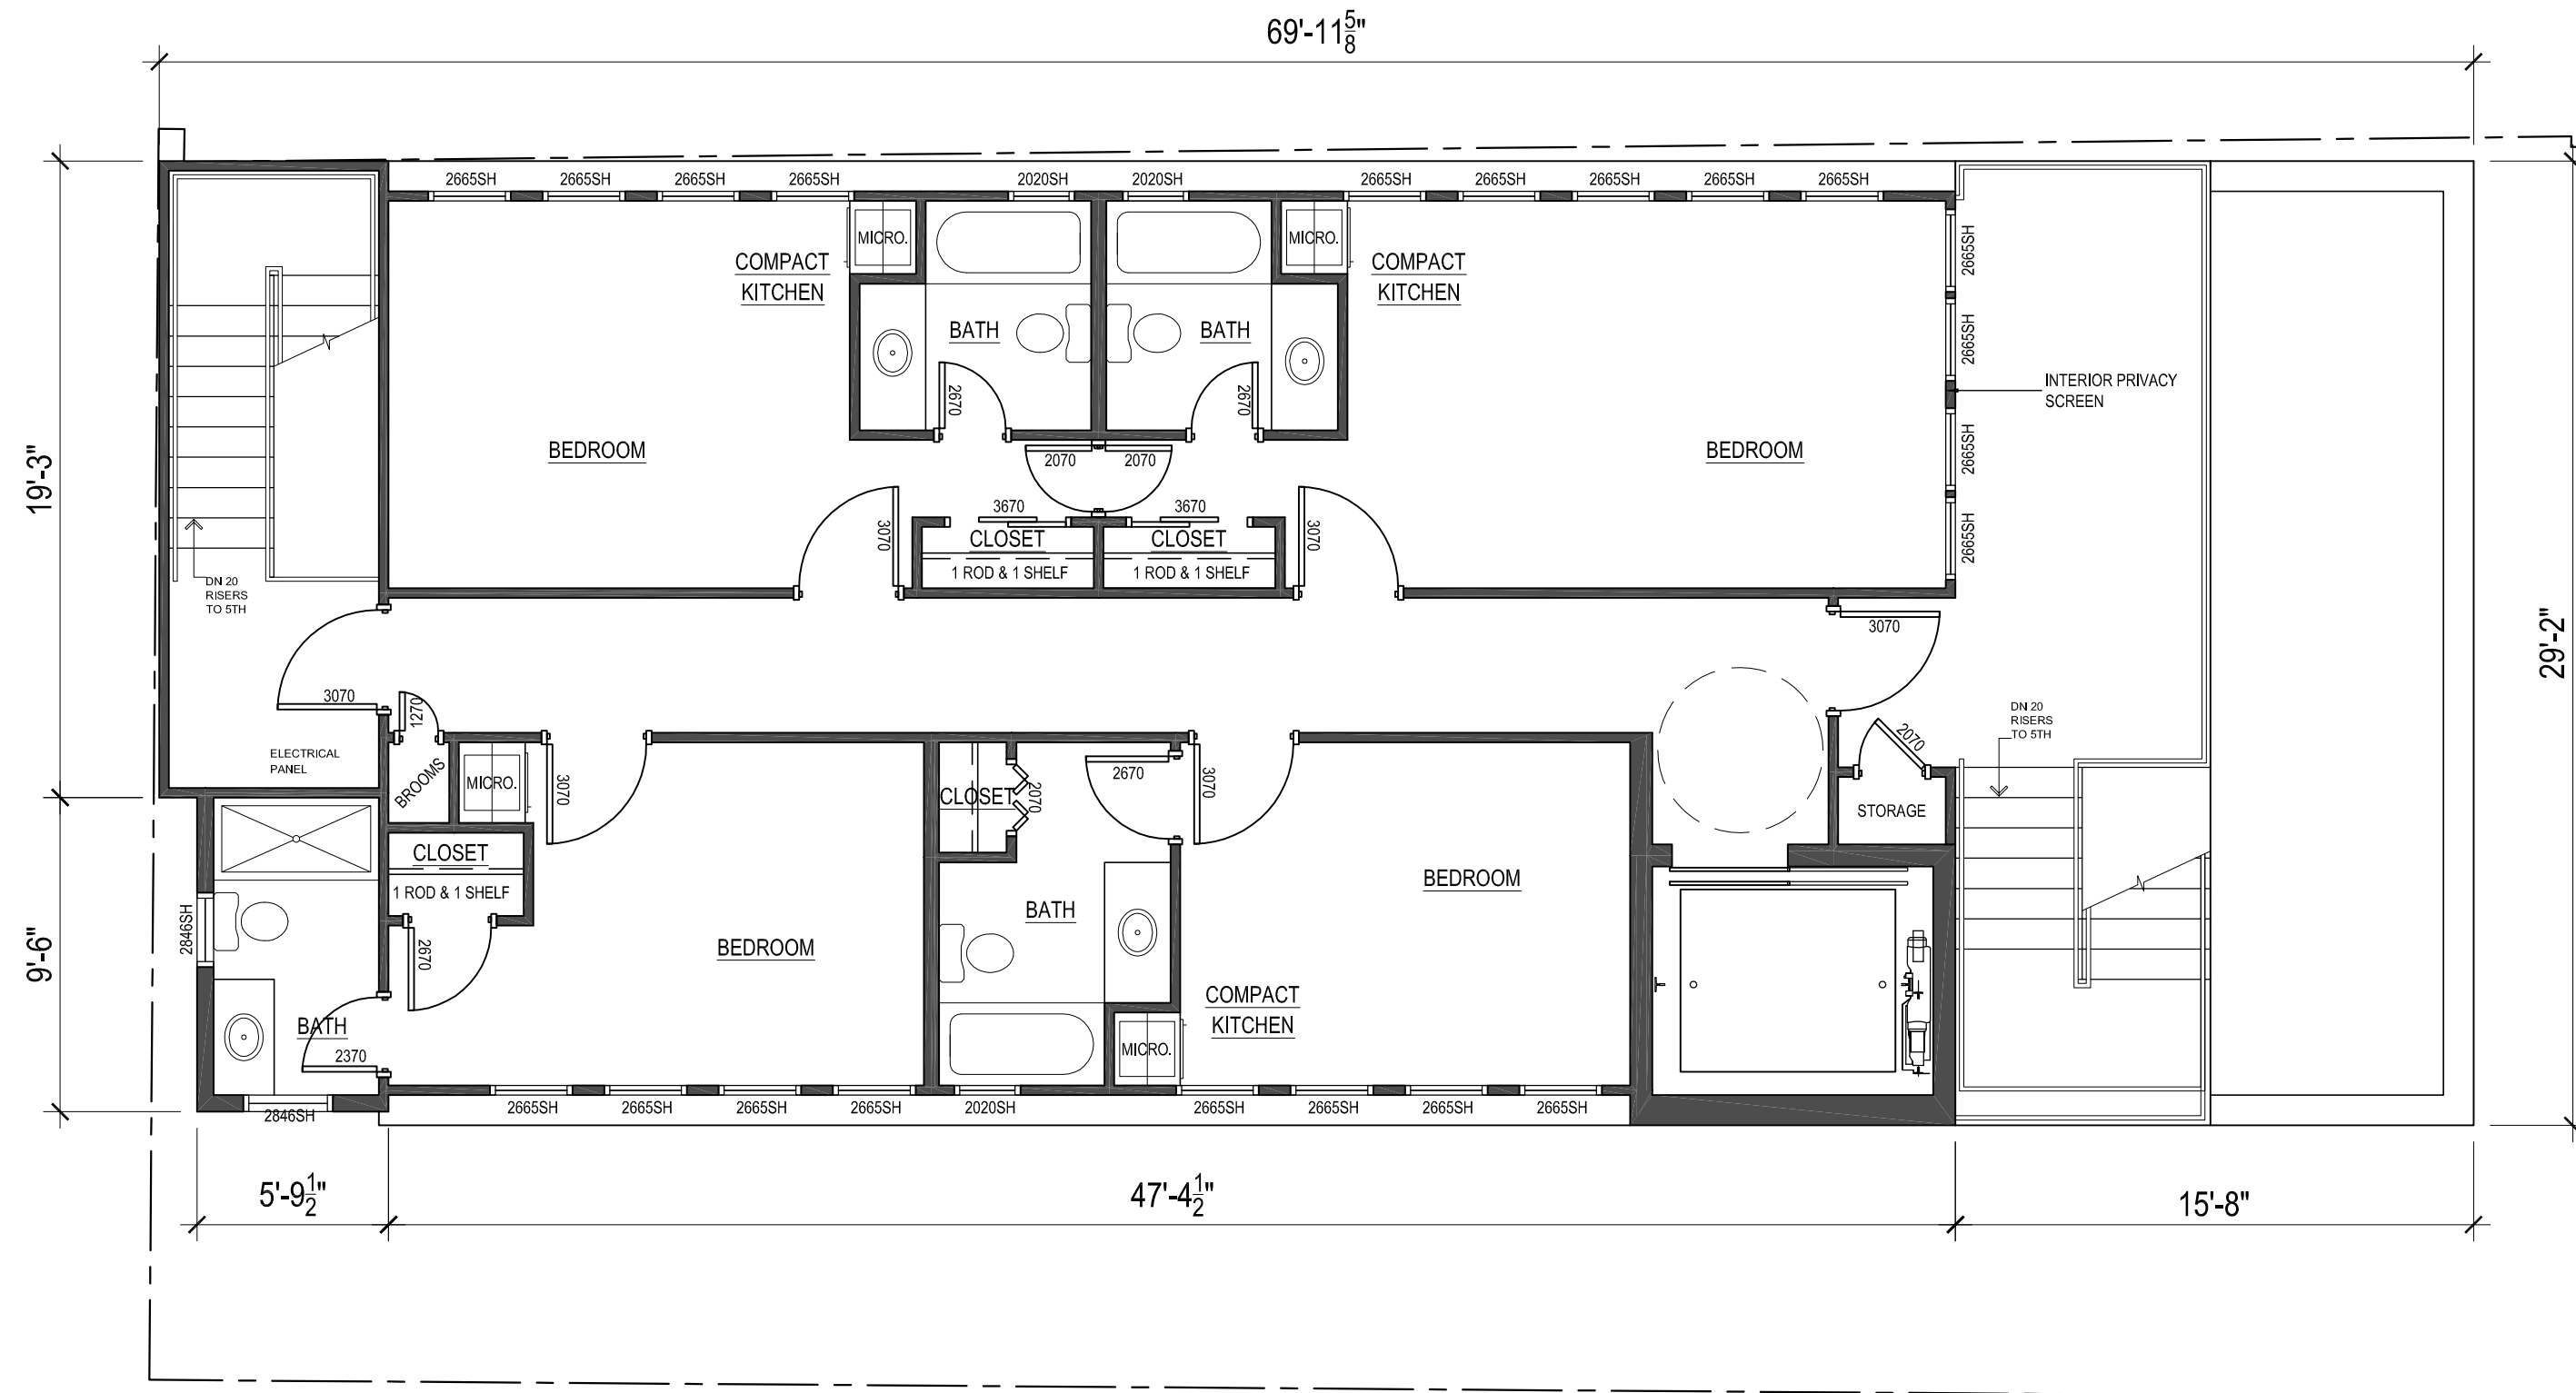 69'-11 5/8"
2665SH
2665SH
2665SH
2665SH
2020SH
2020SH
2665SH
2665SH
2665SH
2665SH
2665SH
MICRO.
MICRO.
COMPACT
KITCHEN
COMPACT
KITCHEN
2665SH
2665SH
2665SH
2665SH
BATH
BATH
INTERIOR PRIVACY
SCREEN
2670
2670
BEDROOM
BEDROOM
2070
2070
19'-3"
3670
3670
3070
3070
CLOSET
CLOSET
1 ROD & 1 SHELF
1 ROD & 1 SHELF
DN 20
RISERS
TO 5TH
3070
29'-2"
3070
1270
DN 20
RISERS
TO 5TH
2070
ELECTRICAL
PANEL
BROOMS
MICRO.
3070
2670
3070
CLOSET
2070
STORAGE
CLOSET
1 ROD & 1 SHELF
BEDROOM
BATH
2846SH
9'-6"
2670
BEDROOM
COMPACT
KITCHEN
BATH
2370
MICRO.
2846SH
2665SH
2665SH
2665SH
2665SH
2020SH
2665SH
2665SH
2665SH
2665SH
5'-9 1/2"
47'-4 1/2"
15'-8"